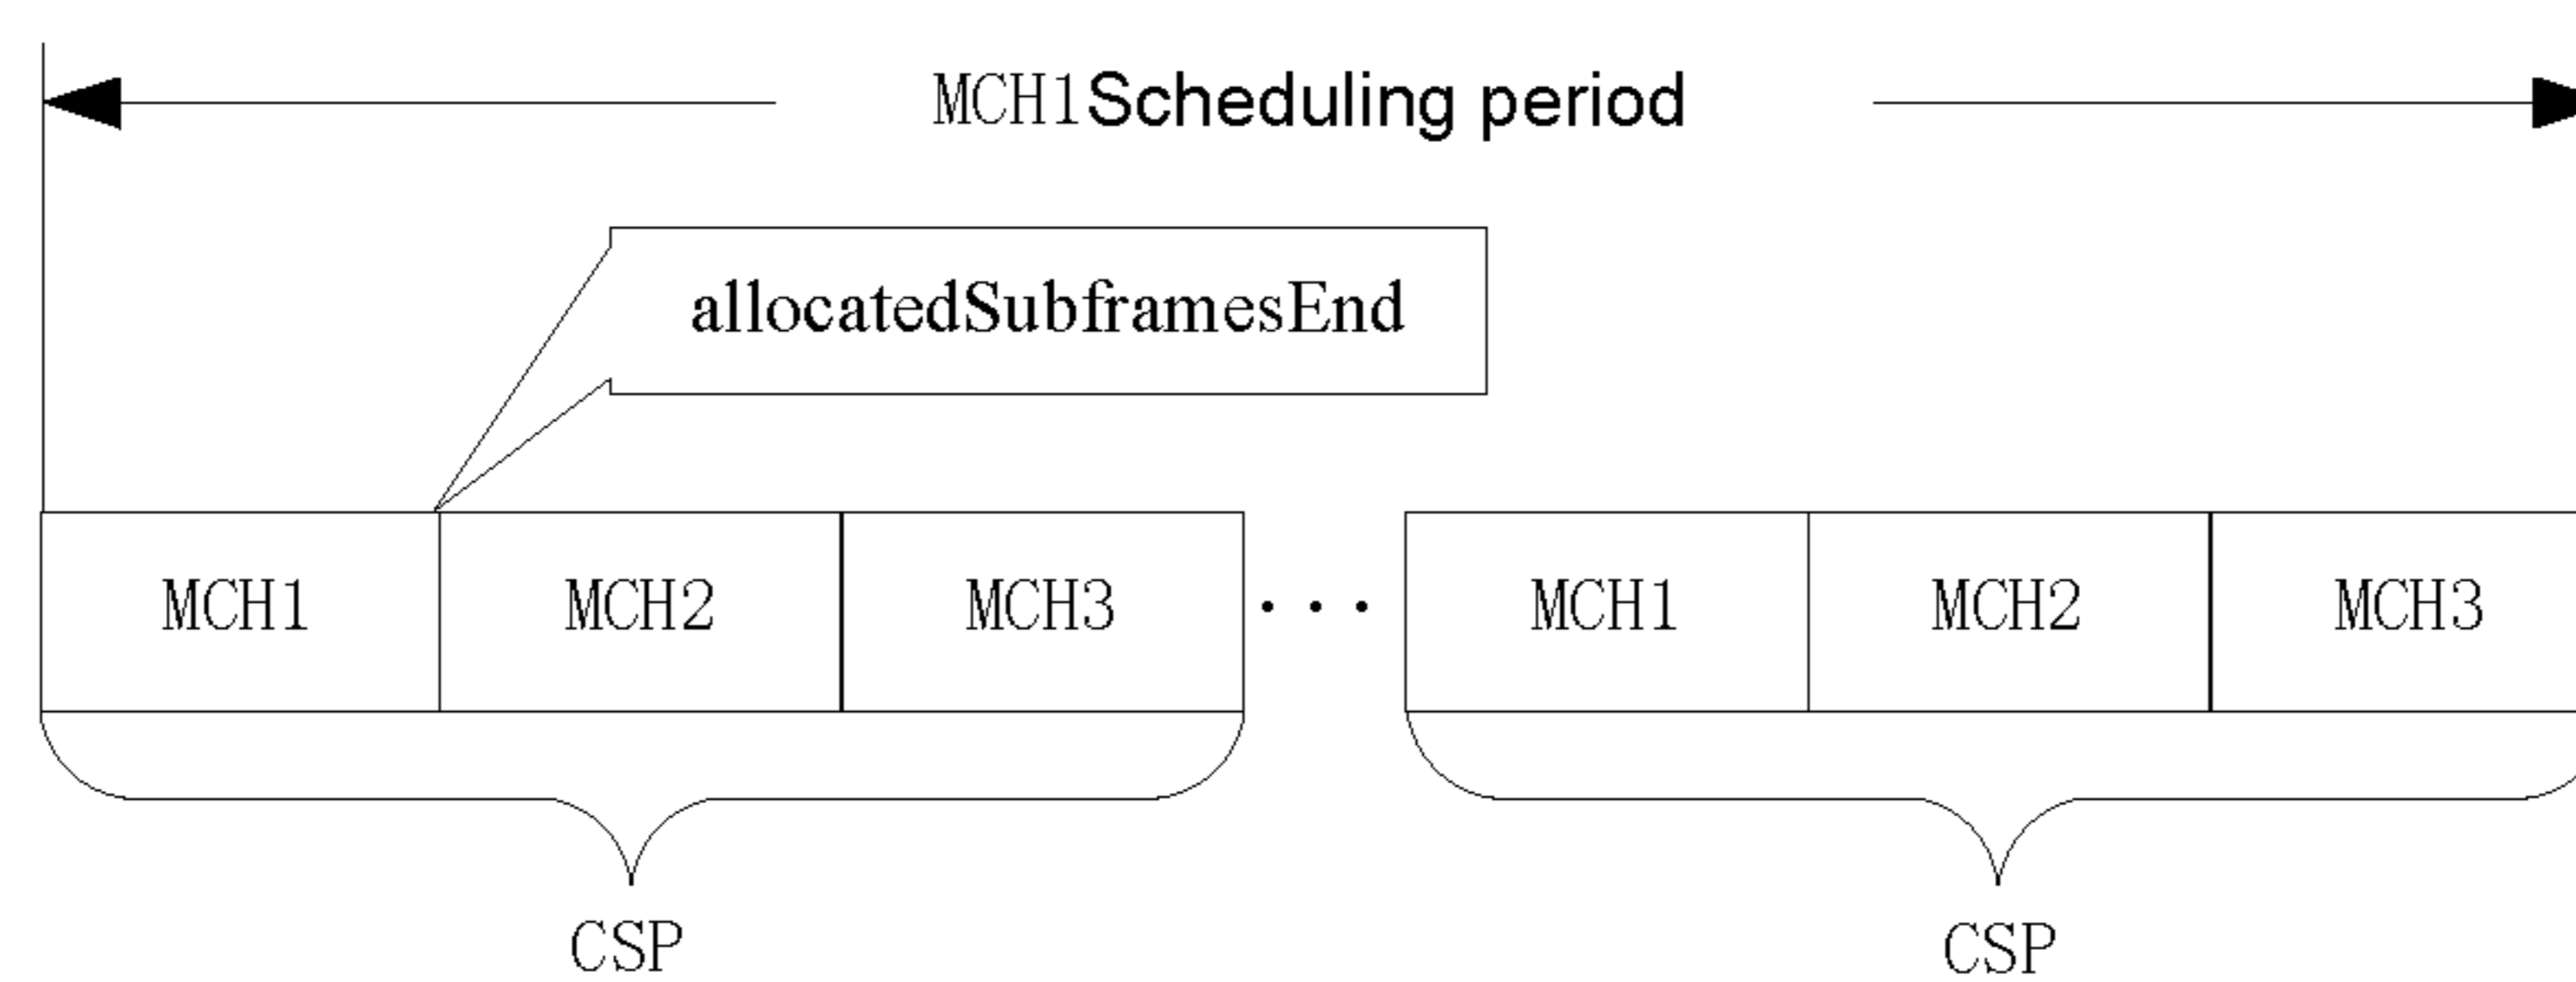 MCH1Scheduling period
allocatedSubframesEnd
MCH1 MCH2 MCH3 ... MCH1 MCH2 MCH3
CSP CSP